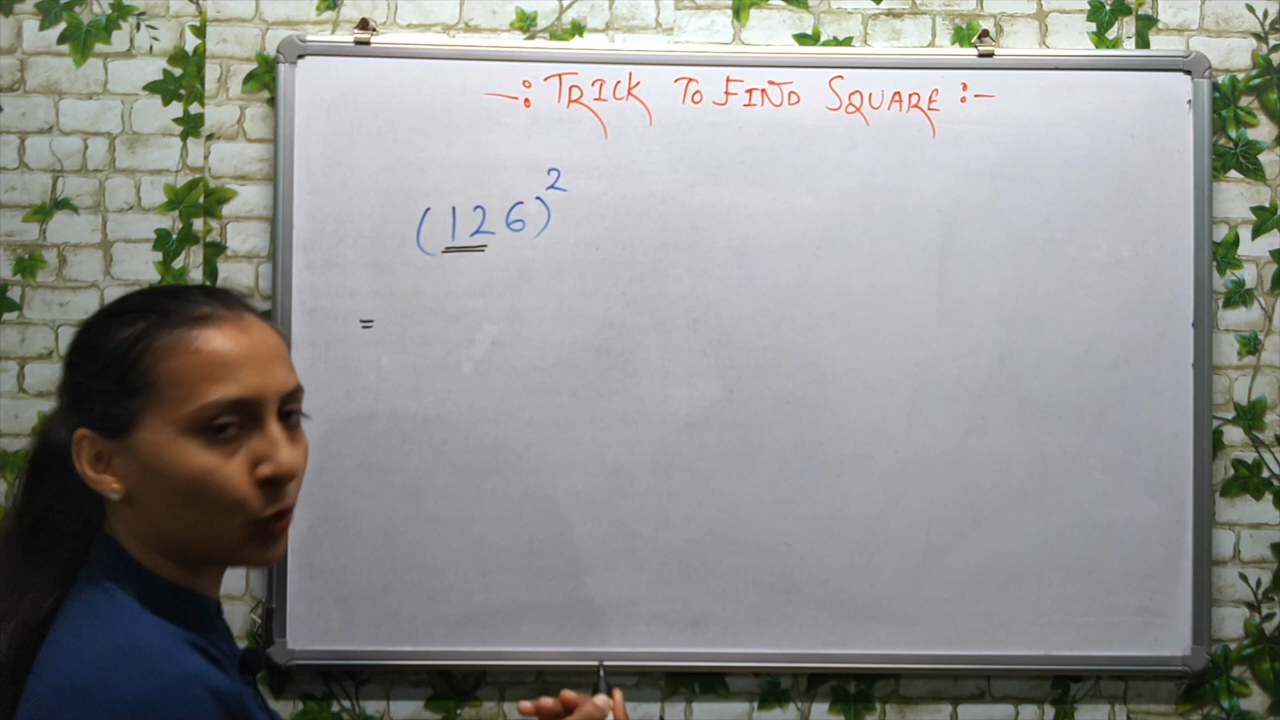 -: TRICK TO FIND SQUARE :-
(126)²
=